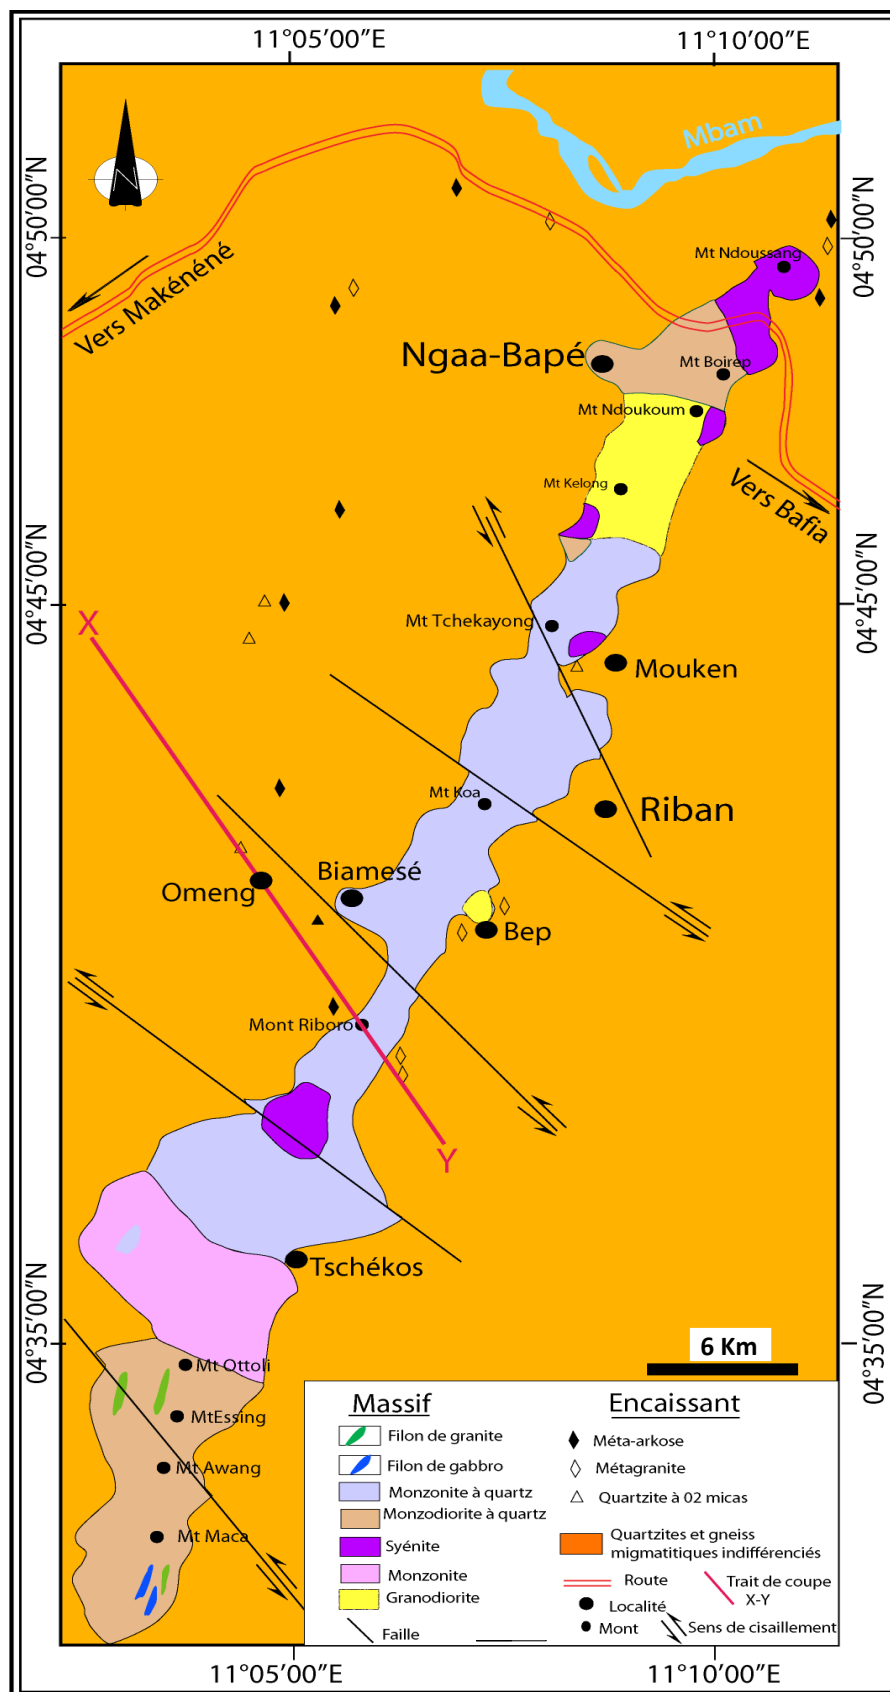 11°05'00"E
11°10'00"E
Mbam
04°50'00"N
04°50'00"N
N
Vers Makénéné
Mt Ndoussang
Ngaa-Bapé
Mt Boirep
Mt Ndoukoum
Mt Kelong
Vers Bafia
04°45'00"N
04°45'00"N
X
Mt Tchekayong
Mouken
Mt Koa
Riban
Biamesé
Omeng
Bep
Mont Riboro
Y
Tschékos
04°35'00"N
04°35'00"N
6 Km
Mt Ottoli
MtEssing
Mt Awang
Mt Maca
Massif
Filon de granite
Filon de gabbro
Monzonite à quartz
Monzodiorite à quartz
Syénite
Monzonite
Granodiorite
Faille
Encaissant
Méta-arkose
Métagranite
Quartzite à 02 micas
Quartzites et gneiss
migmatitiques indifférenciés
Route
Trait de coupe
X-Y
Localité
Mont
Sens de cisaillement
11°05'00"E
11°10'00"E